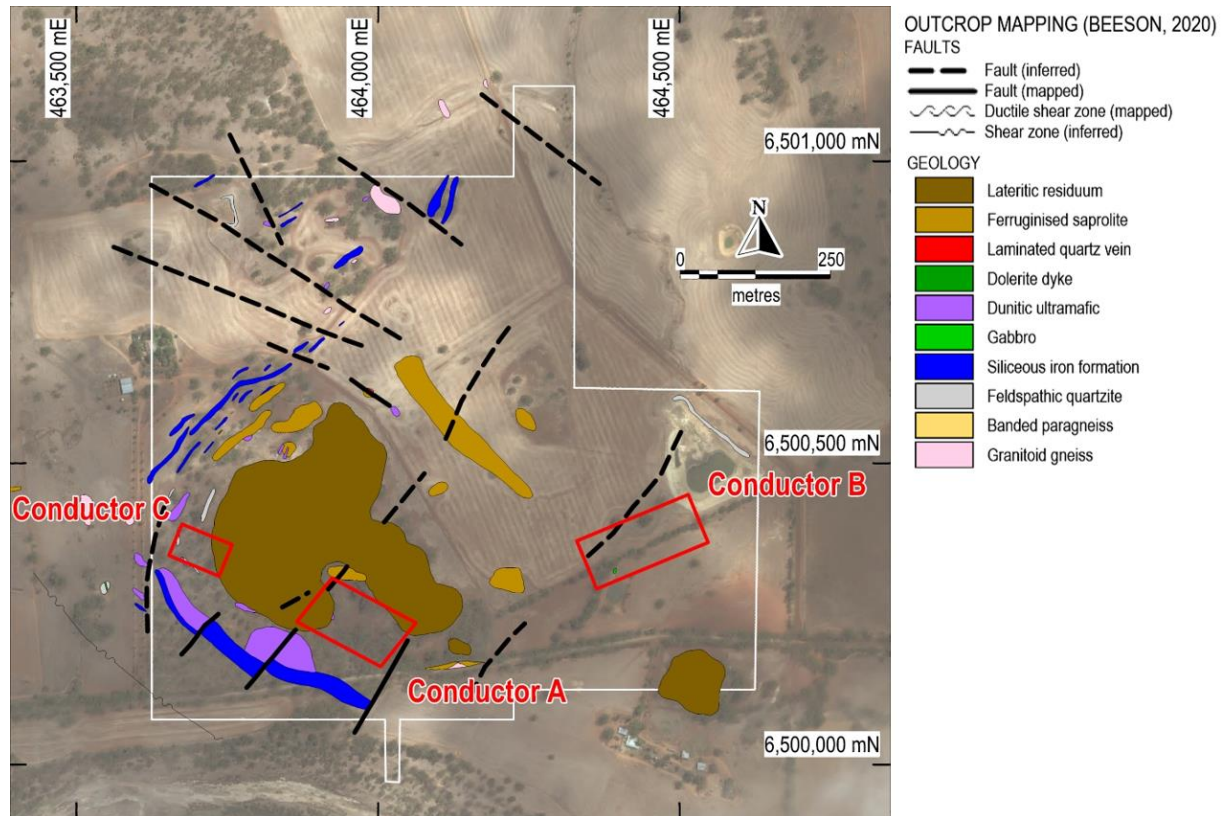 463,500 mE
464,000 mE
464,500 mE
6,501,000 mN
N
0 250
metres
6,500,500 mN
Conductor B
Conductor C
Conductor A
6,500,000 mN
OUTCROP MAPPING (BEESON, 2020)
FAULTS
Fault (inferred)
Fault (mapped)
Ductile shear zone (mapped)
Shear zone (inferred)
GEOLOGY
Lateritic residuum
Ferruginised saprolite
Laminated quartz vein
Dolerite dyke
Dunitic ultramafic
Gabbro
Siliceous iron formation
Feldspathic quartzite
Banded paragneiss
Granitoid gneiss